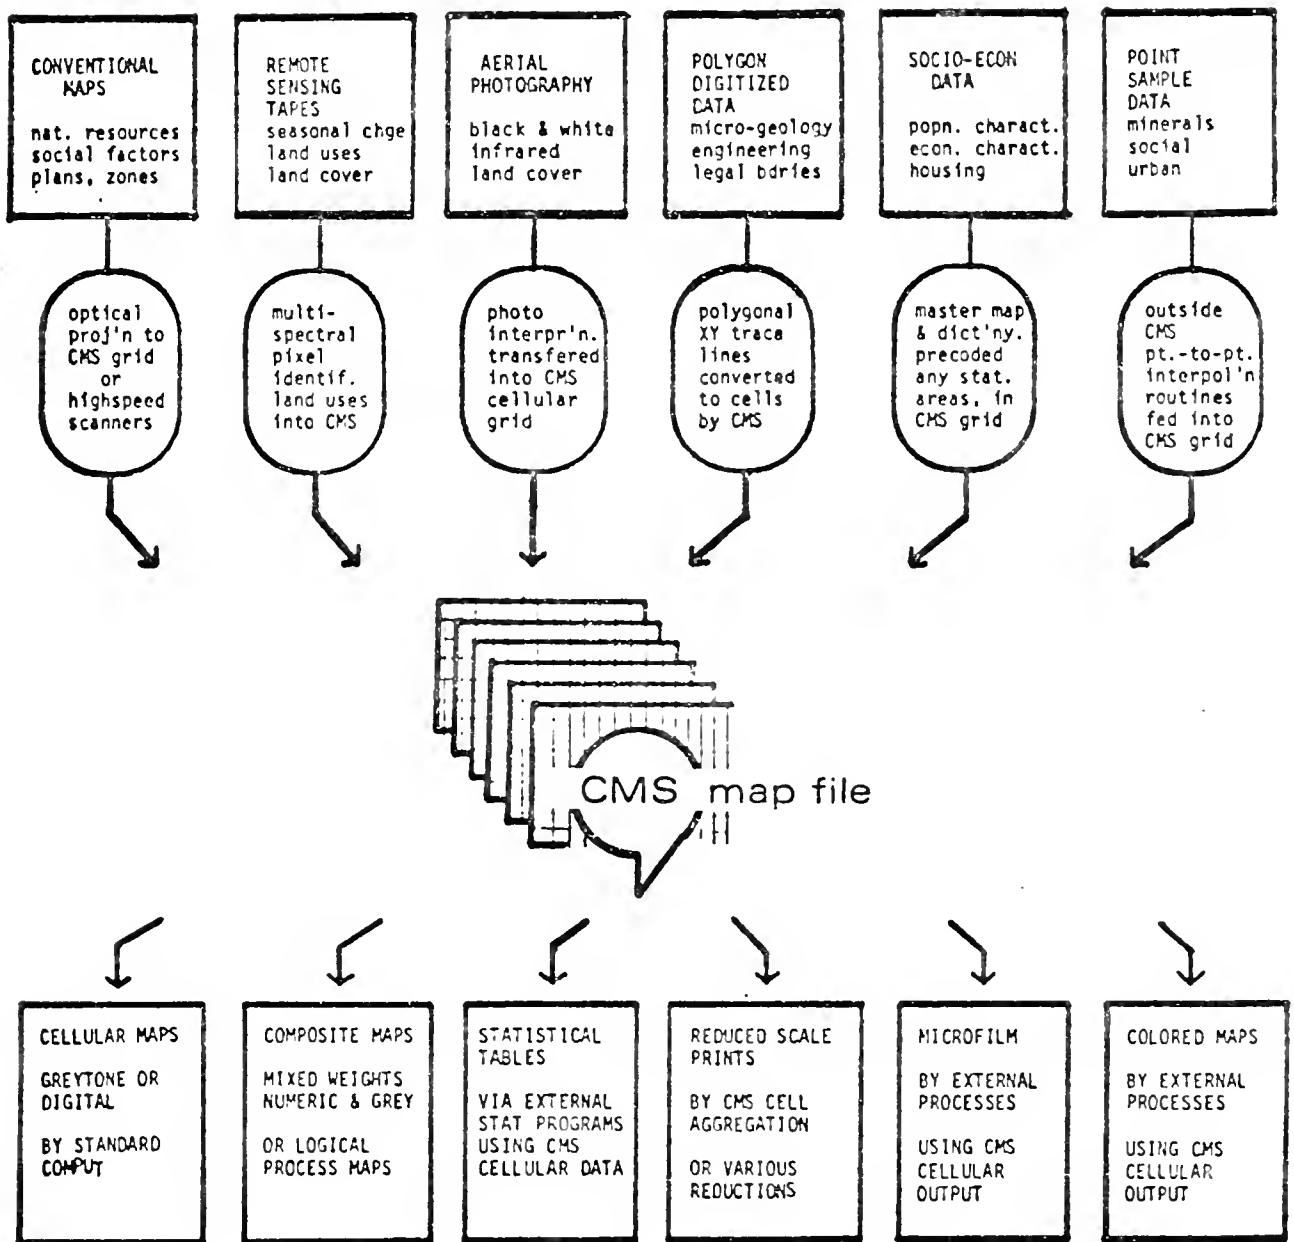 CONVENTIONAL
MAPS
nat. resources
social factors
plans, zones
REMOTE
SENSING
TAPES
seasonal chge
land uses
land cover
AERIAL
PHOTOGRAPHY
black & white
infrared
land cover
POLYGON
DIGITIZED
DATA
micro-geology
engineering
legal bdries
SOCIO-ECON
DATA
popn. charact.
econ. charact.
housing
POINT
SAMPLE
DATA
minerals
social
urban
optical
proj'n to
CMS grid
or
highspeed
scanners
multi-
spectral
pixel
identif.
land uses
into CMS
photo
interpr'n.
transfered
into CMS
cellular
grid
polygonal
XY trace
lines
converted
to cells
by CMS
master map
& dict'ny.
precoded
any stat.
areas, in
CMS grid
outside
CMS
pt.-to-pt.
interpol'n
routines
fed into
CMS grid
CMS map file
CELLULAR MAPS
GREYTONE OR
DIGITAL
BY STANDARD
COMPUT
COMPOSITE MAPS
MIXED WEIGHTS
NUMERIC & GREY
OR LOGICAL
PROCESS MAPS
STATISTICAL
TABLES
VIA EXTERNAL
STAT PROGRAMS
USING CMS
CELLULAR DATA
REDUCED SCALE
PRINTS
BY CMS CELL
AGGREGATION
OR VARIOUS
REDUCTIONS
MICROFILM
BY EXTERNAL
PROCESSES
USING CMS
CELLULAR
OUTPUT
COLORED MAPS
BY EXTERNAL
PROCESSES
USING CMS
CELLULAR
OUTPUT